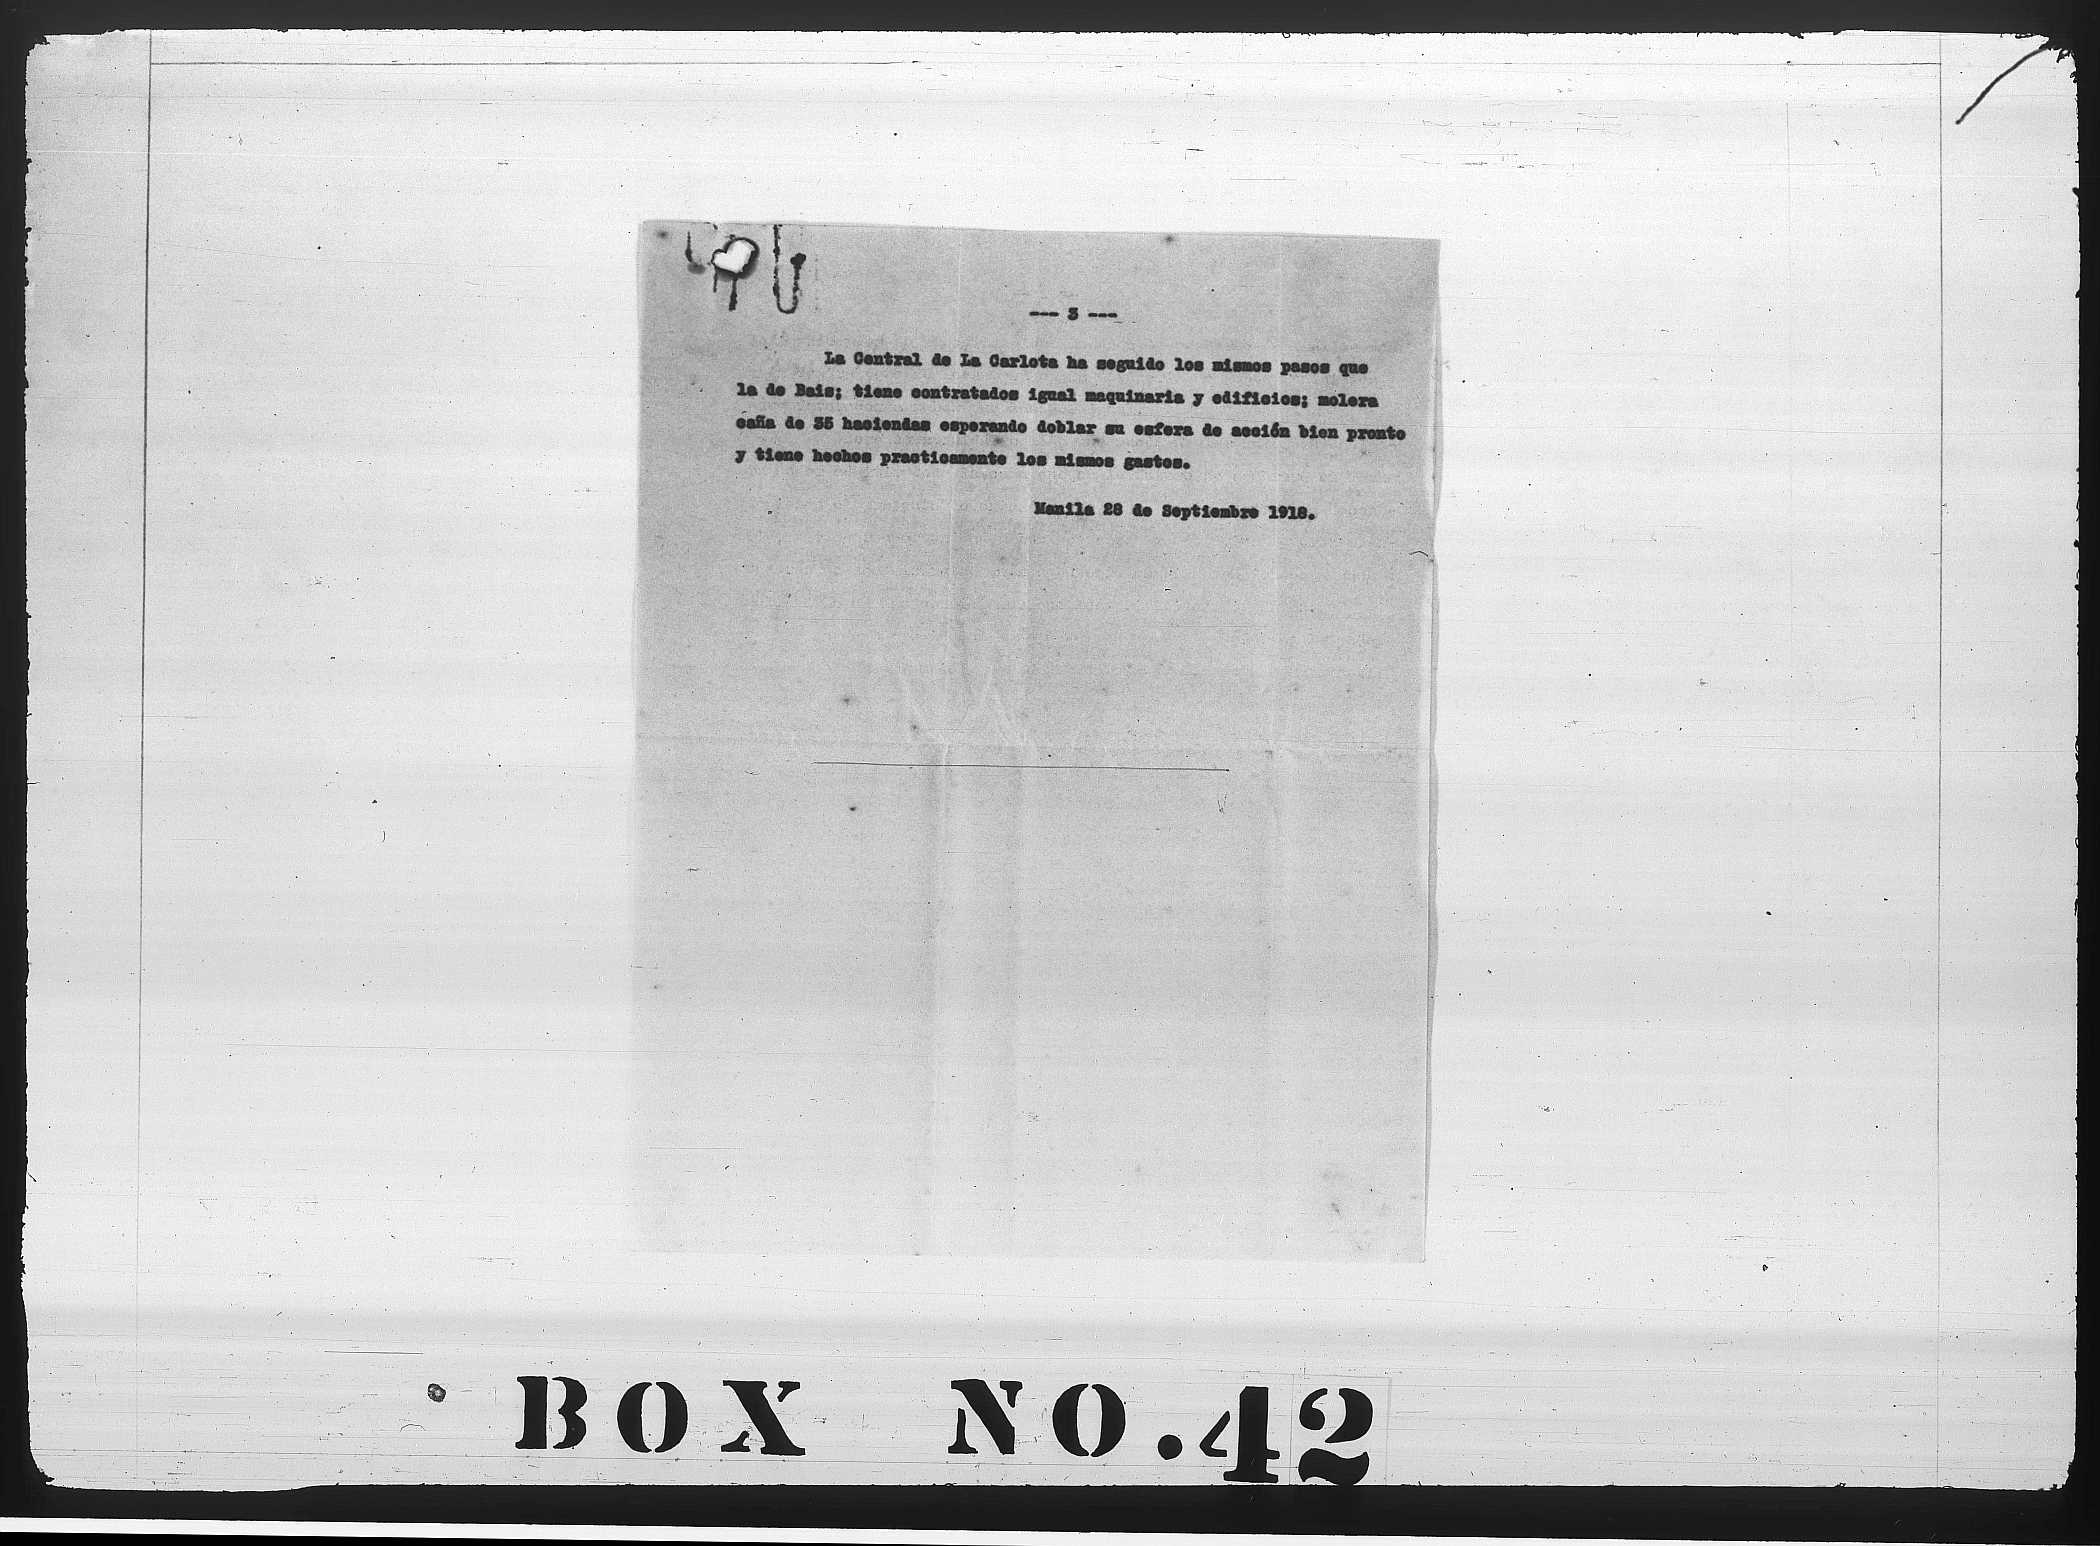 --- 3 ---
La Central de La Carlota ha seguido los mismos pasos que
la de Bais; tiene contratados igual maquinaria y edificios; molera
caña de 35 haciendas esperando doblar su esfera de acción bien pronto
y tiene hechos practicamente los mismos gastos.
Manila 28 de Septiembre 1918.
BOX NO.42